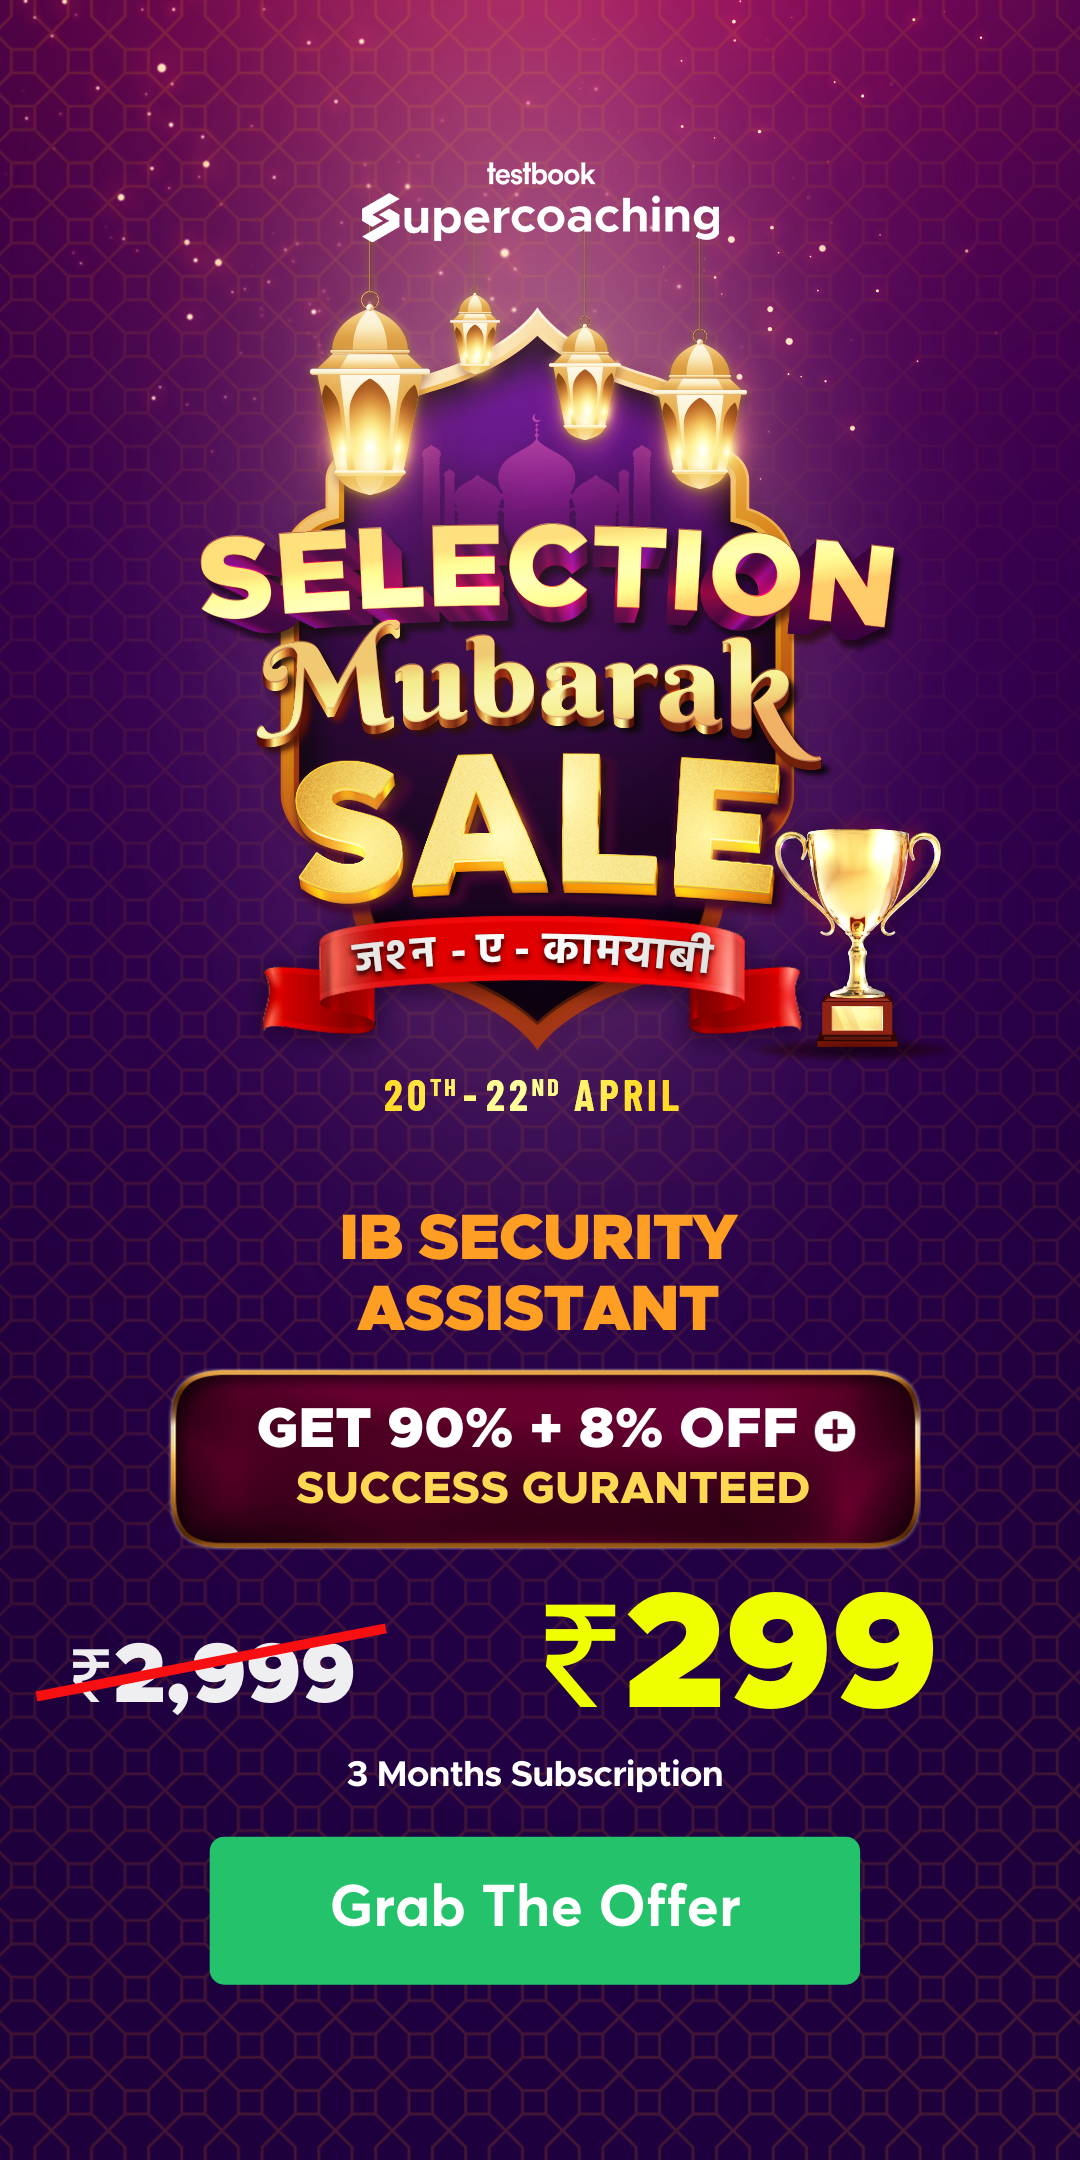 testbook
Supercoaching
SELECTION
Mubarak
SALE
जश्न - ए - कामयाबी
20TH - 22ND APRIL
IB SECURITY
ASSISTANT
GET 90% + 8% OFF +
SUCCESS GURANTEED
₹2,999
₹299
3 Months Subscription
Grab The Offer